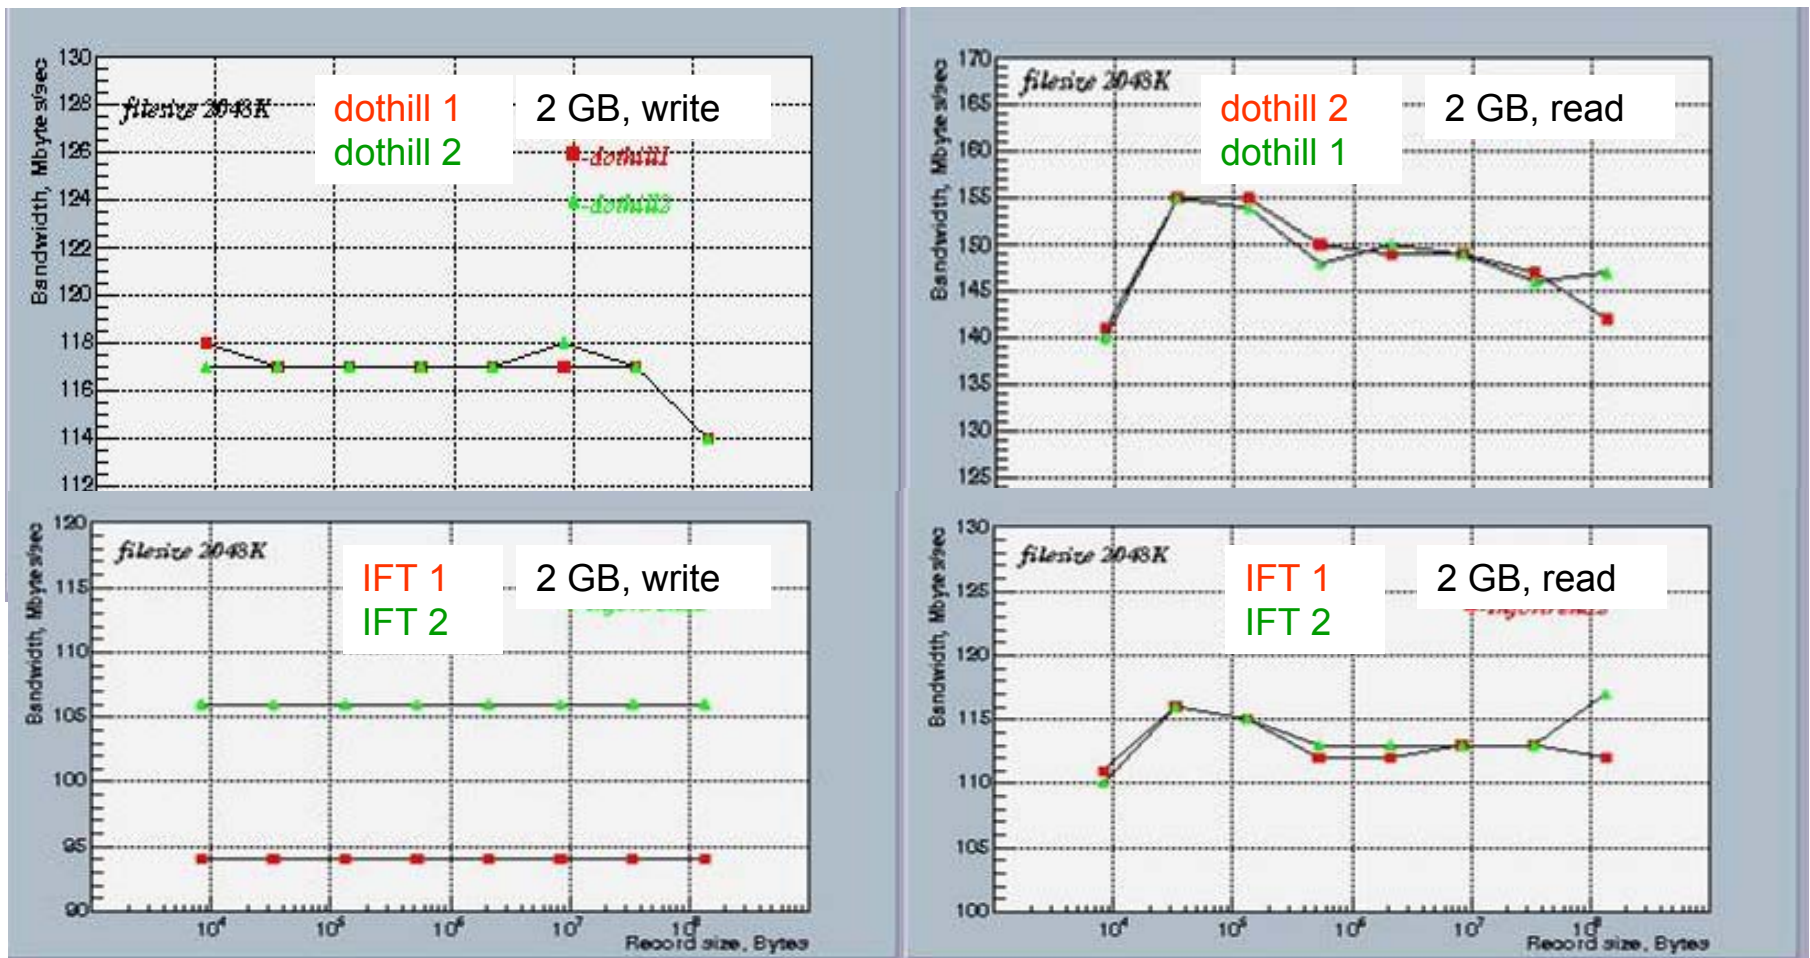 130
128
126
124
122
120
118
116
114
112
Bandwidth, Mbytes/sec
filesize 2048K
dothill 1
dothill 2
2 GB, write
-dothill1
-dothill2
170
165
160
155
150
145
140
135
130
125
Bandwidth, Mbytes/sec
filesize 2048K
dothill 2
dothill 1
2 GB, read
120
115
110
105
100
95
90
Bandwidth, Mbytes/sec
filesize 2048K
IFT 1
IFT 2
2 GB, write
10⁴ 10⁵ 10⁶ 10⁷ 10⁸
Record size, Bytes
130
125
120
115
110
105
100
Bandwidth, Mbytes/sec
filesize 2048K
IFT 1
IFT 2
2 GB, read
10⁴ 10⁵ 10⁶ 10⁷ 10⁸
Record size, Bytes